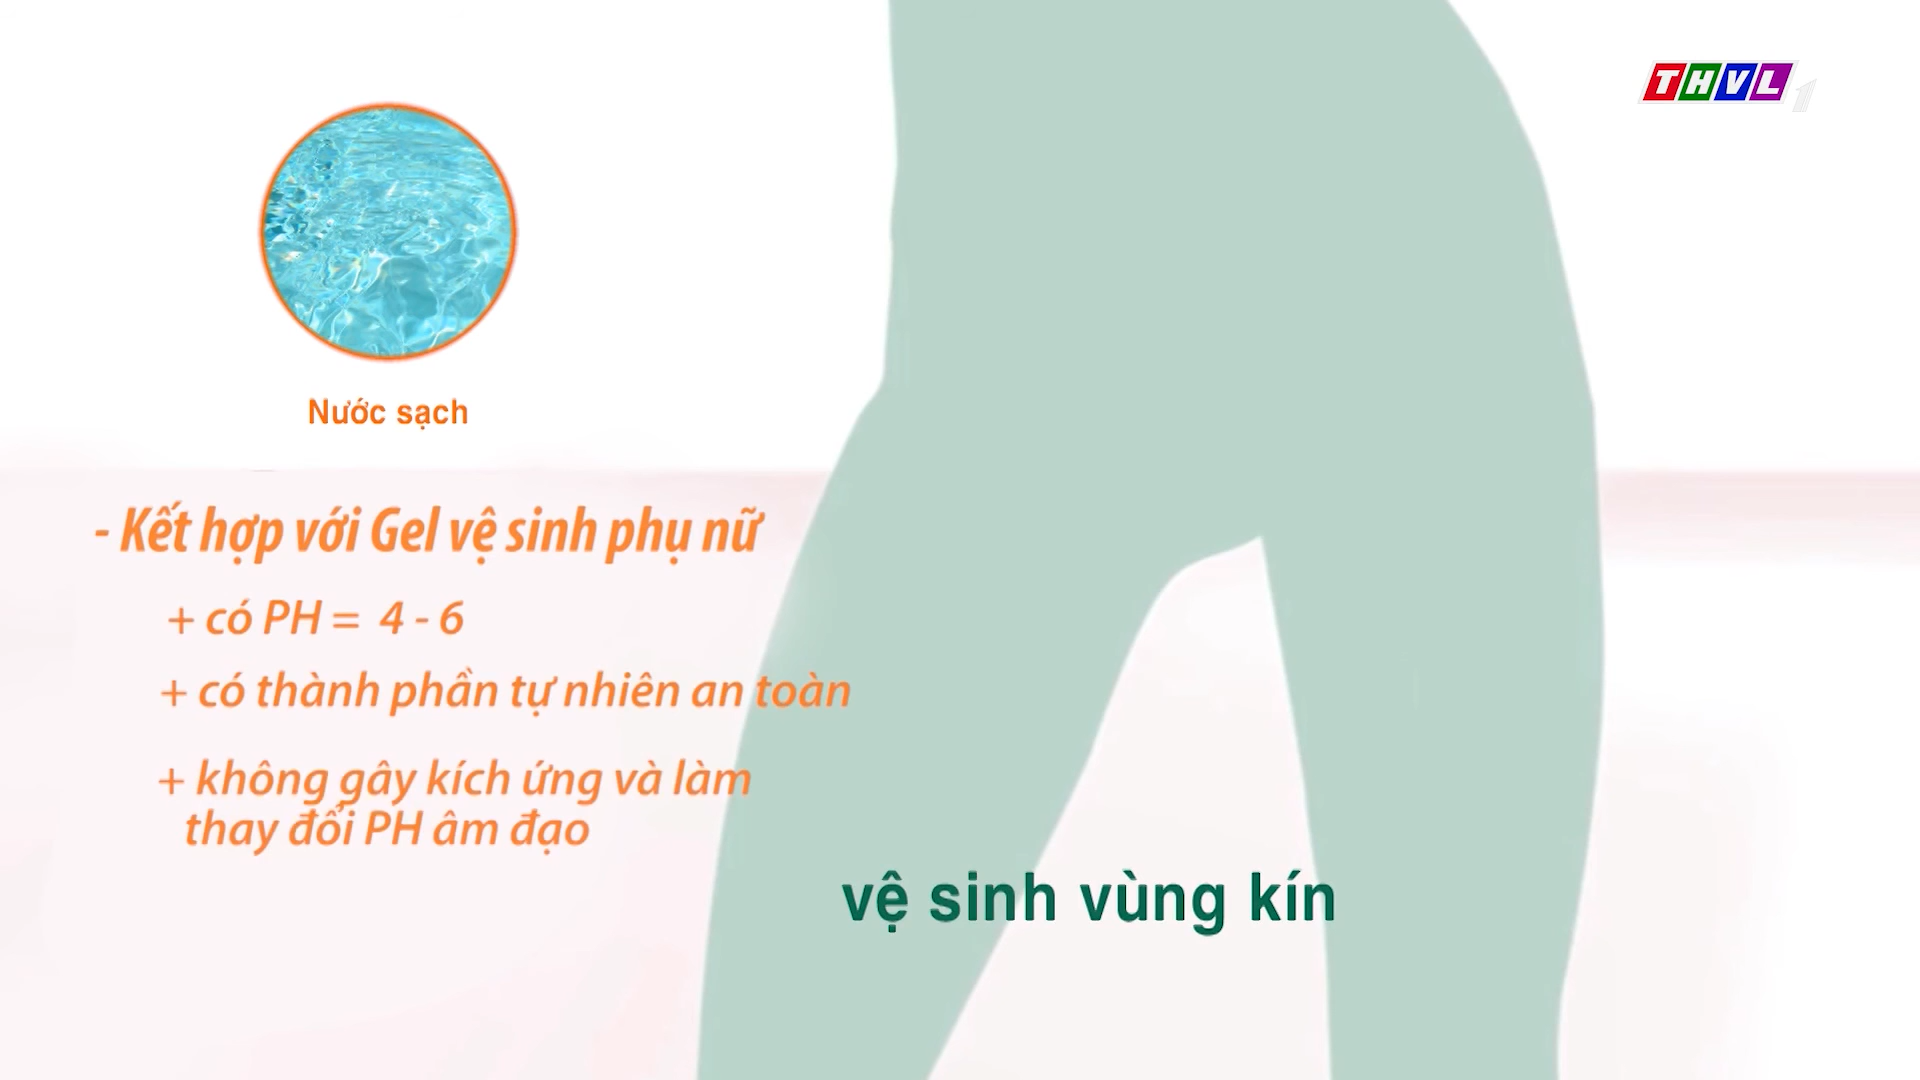 THVL1
Nước sạch
- Kết hợp với Gel vệ sinh phụ nữ
+ có PH = 4 - 6
+ có thành phần tự nhiên an toàn
+ không gây kích ứng và làm
thay đổi PH âm đạo
vệ sinh vùng kín